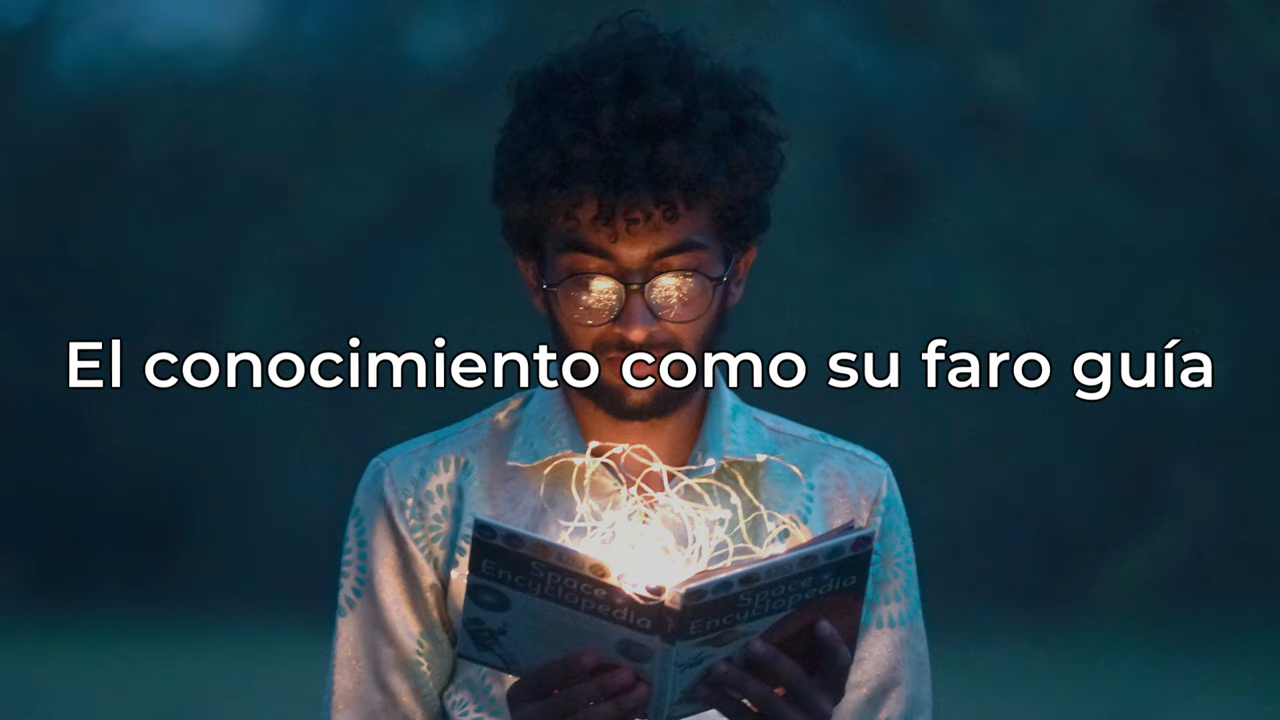 El conocimiento como su faro guía
Space
Encyclopedia
Space
Encyclopedia